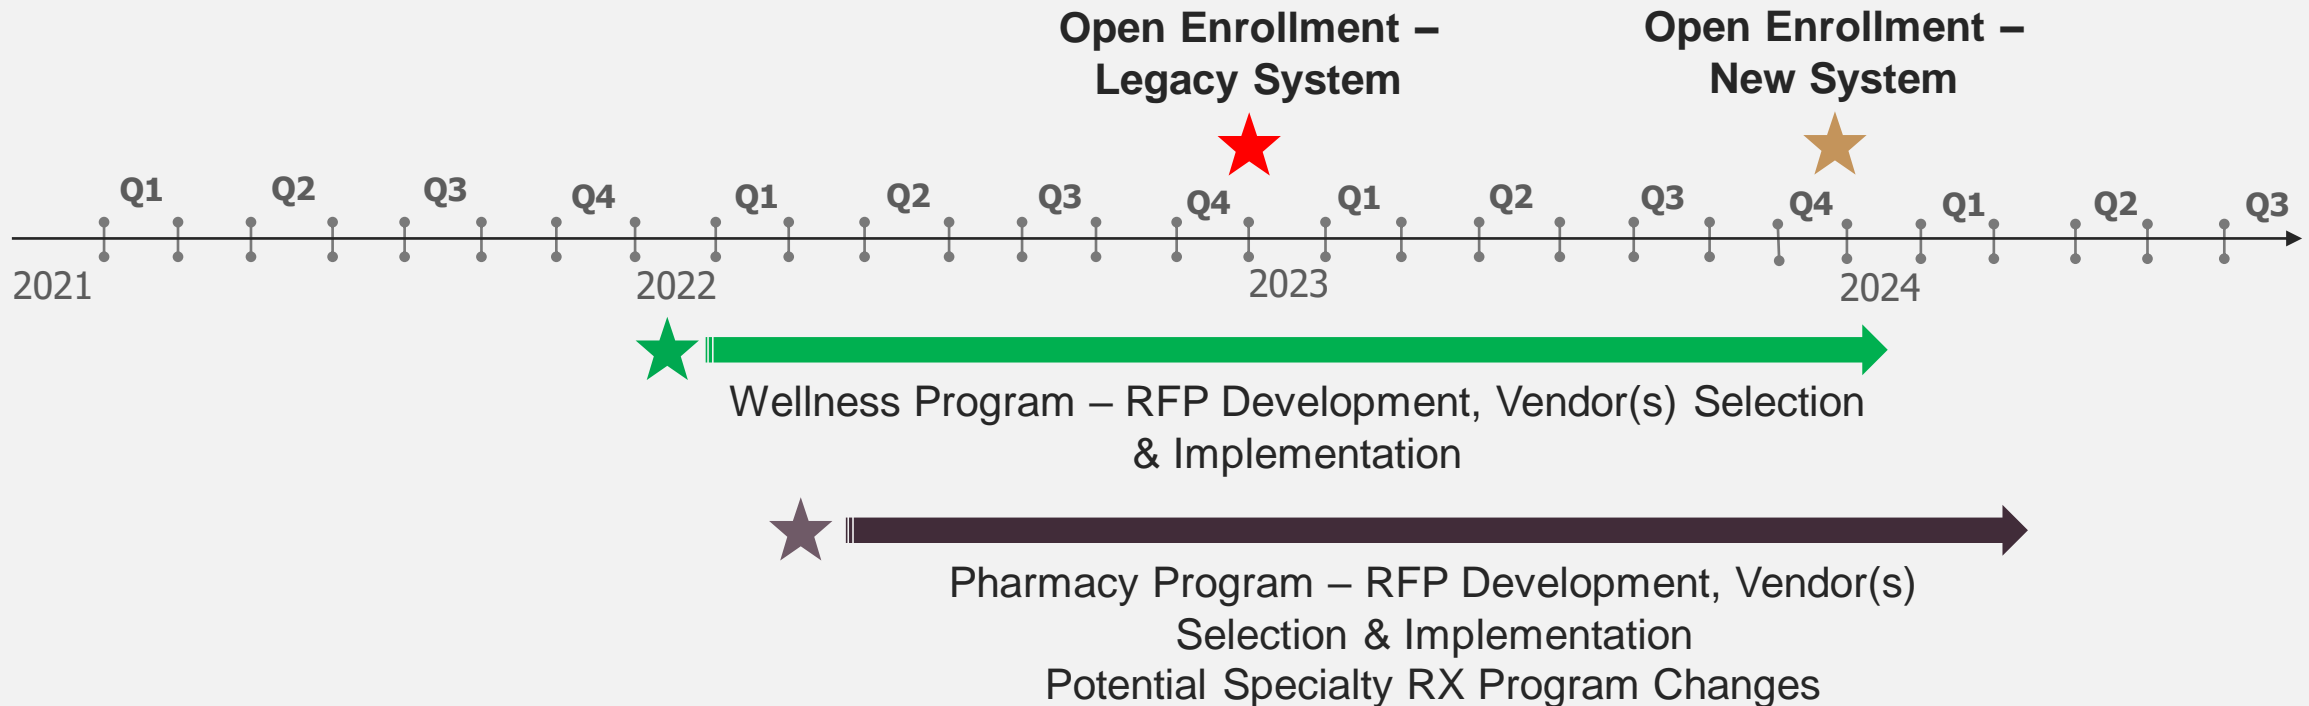 Open Enrollment –
Legacy System
Open Enrollment –
New System
Q1 Q2 Q3 Q4 Q1 Q2 Q3 Q4 Q1 Q2 Q3 Q4 Q1 Q2 Q3
2021 2022 2023 2024
Wellness Program – RFP Development, Vendor(s) Selection
& Implementation
Pharmacy Program – RFP Development, Vendor(s)
Selection & Implementation
Potential Specialty RX Program Changes